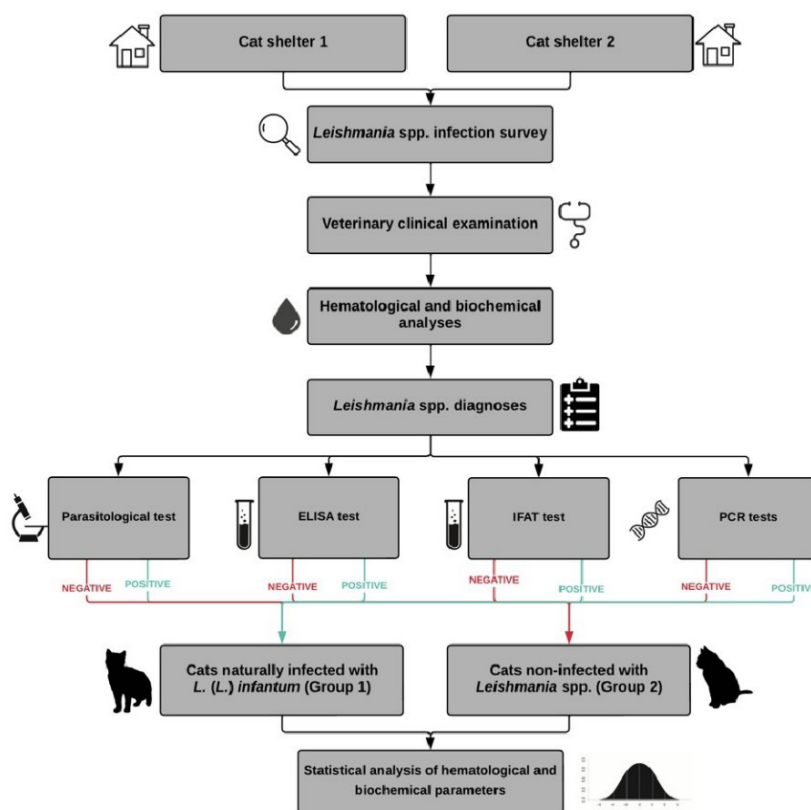 Cat shelter 1
Cat shelter 2
Leishmania spp. infection survey
Veterinary clinical examination
Hematological and biochemical
analyses
Leishmania spp. diagnoses
Parasitological test
ELISA test
IFAT test
PCR tests
NEGATIVE
POSITIVE
NEGATIVE
POSITIVE
NEGATIVE
POSITIVE
NEGATIVE
POSITIVE
Cats naturally infected with
L. (L.) infantum (Group 1)
Cats non-infected with
Leishmania spp. (Group 2)
Statistical analysis of hematological and
biochemical parameters